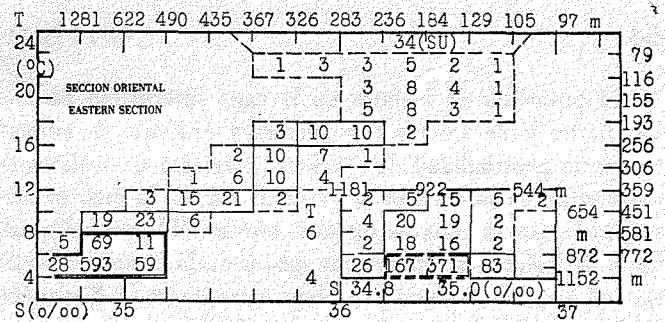 T 1281 622 490 435 367 326 283 236 184 129 105 97 m
24 34(SU) 79
(ºC) 1 3 3 5 2 1
SECCION ORIENTAL 3 8 4 1 116
20 EASTERN SECTION 5 8 3 1 155
3 10 10 2 193
16 2 10 7 1 256
1 6 10 4 306
12 1181 922 544 m 359
3 15 21 2 T 2 5 15 5 2 654 451
8 19 23 6 6 4 20 19 2 m 581
5 69 11 2 18 16 2 872 772
4 28 593 59 4 26 167 371 83 1152 m
S 34.8 35.0(o/oo)
S(o/oo) 35 36 37